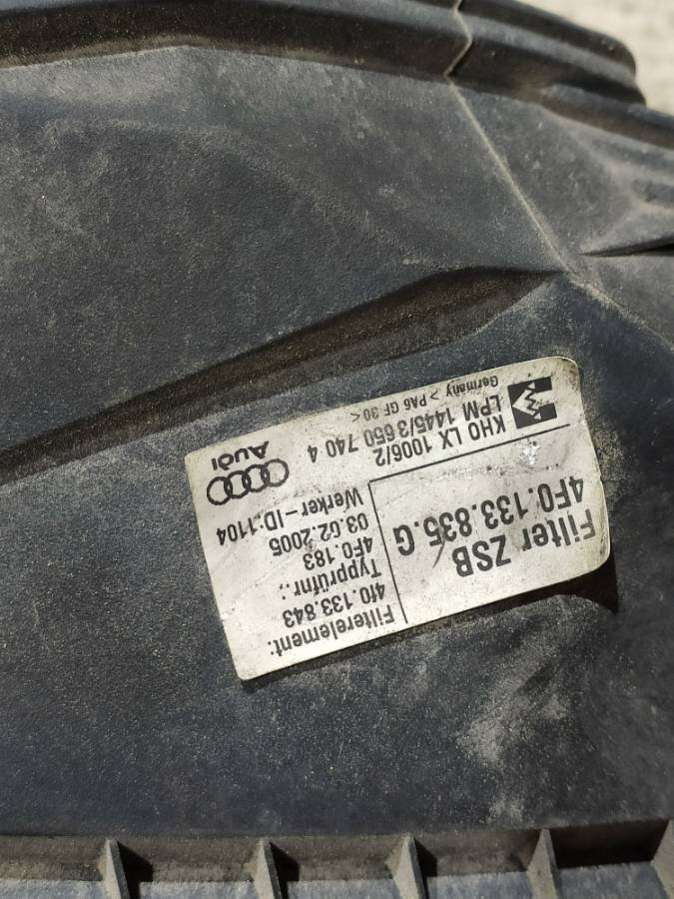 Filter ZSB
4F0.133.835.G
KHO LX 1006/2
LPM 1445/3 650 740 4
Germany > PA6 GF 30 <
Filterelement:
4f0.133.843
Typprüfnr.:
4F0.183
03.02.2005
Werker-ID:1104
Audi